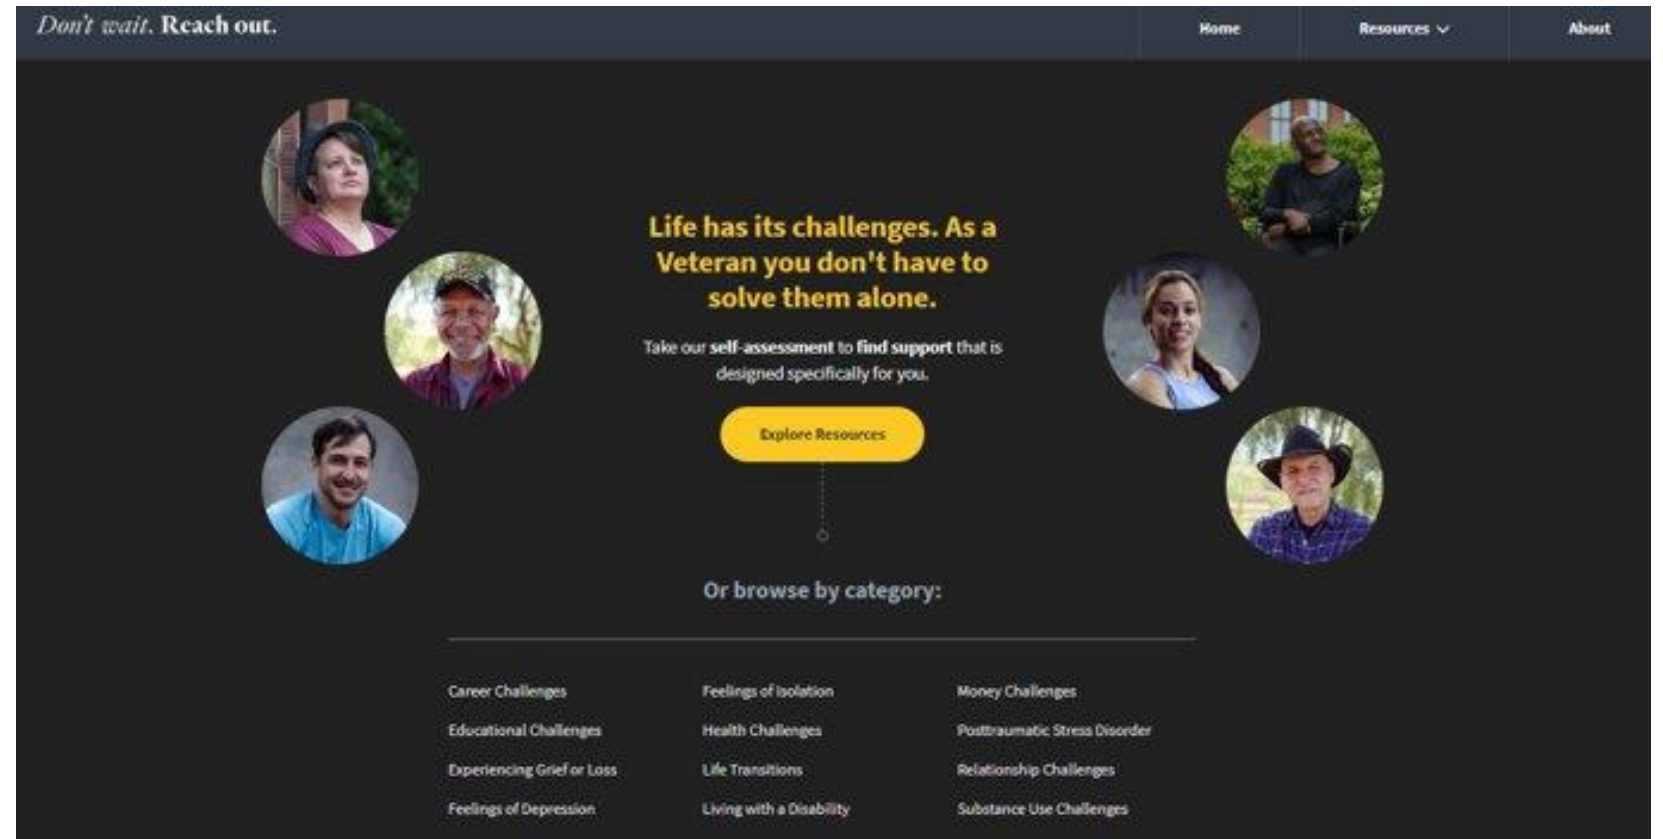 Don't wait. Reach out.
Home
Resources
About
Life has its challenges. As a
Veteran you don't have to
solve them alone.
Take our self-assessment to find support that is
designed specifically for you.
Explore Resources
Or browse by category:
Career Challenges
Educational Challenges
Experiencing Grief or Loss
Feelings of Depression
Feelings of Isolation
Health Challenges
Life Transitions
Living with a Disability
Money Challenges
Posttraumatic Stress Disorder
Relationship Challenges
Substance Use Challenges